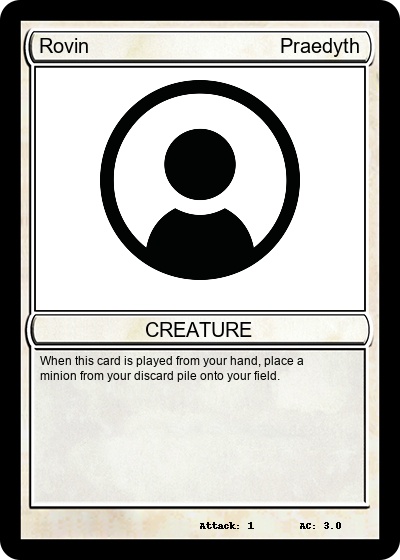 Rovin Praedyth
CREATURE
When this card is played from your hand, place a
minion from your discard pile onto your field.
Attack: 1 AC: 3.0